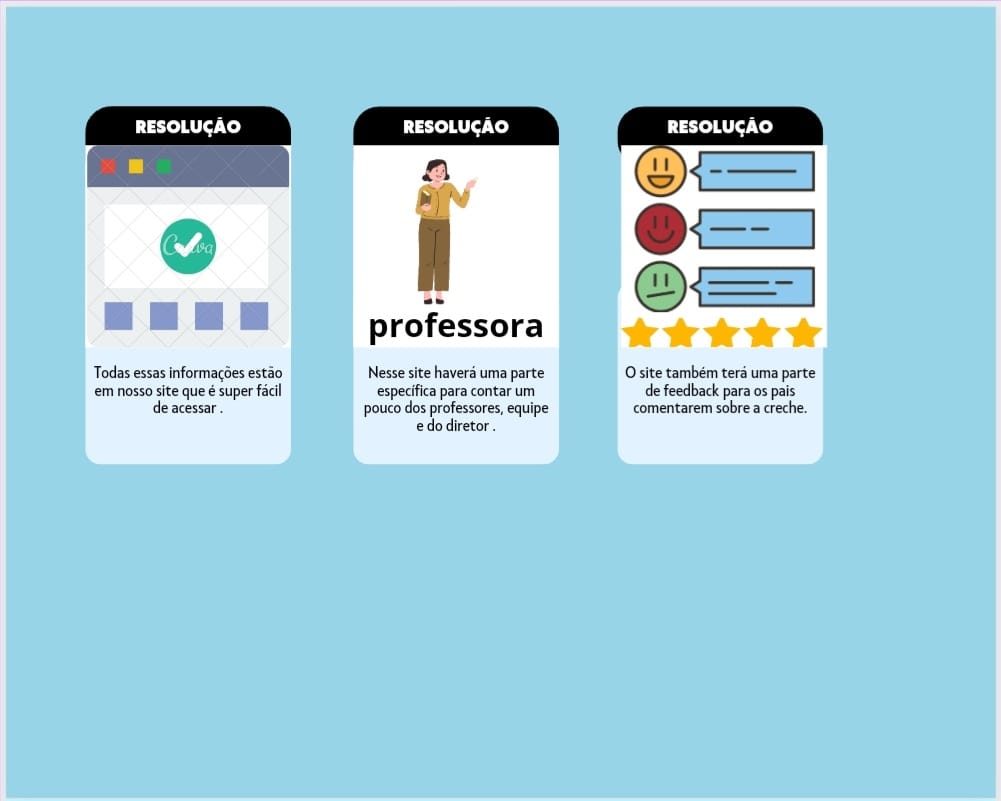 RESOLUÇÃO
Canva
Todas essas informações estão
em nosso site que é super fácil
de acessar .
RESOLUÇÃO
professora
Nesse site haverá uma parte
específica para contar um
pouco dos professores, equipe
e do diretor .
RESOLUÇÃO
O site também terá uma parte
de feedback para os pais
comentarem sobre a creche.